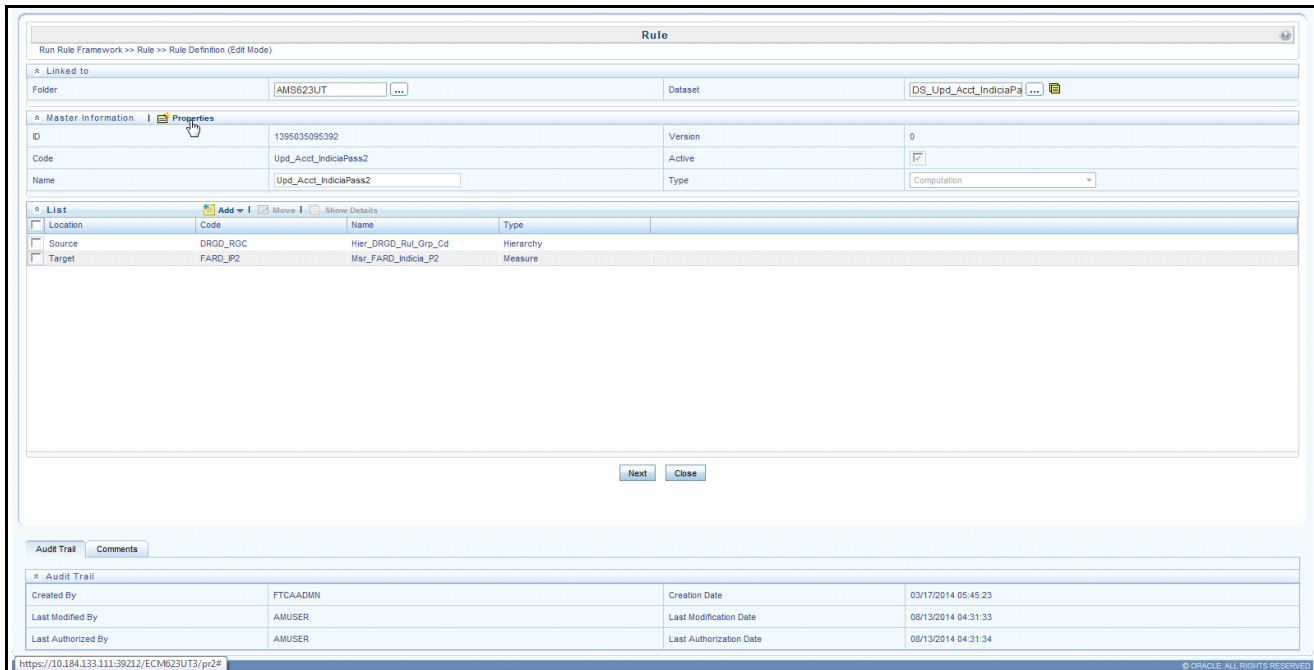 Rule
Run Rule Framework >> Rule >> Rule Definition (Edit Mode)
Linked to
Folder AMS623UT ... Dataset DS_Upd_Acct_IndiciaPa ...
Master Information | Properties
ID 1395035095392 Version 0
Code Upd_Acct_IndiciaPass2 Active
Name Upd_Acct_IndiciaPass2 Type Computation
List Add | Move | Show Details
Location Code Name Type
Source DRGD_RGC Hier_DRGD_Rul_Grp_Cd Hierarchy
Target FARD_IP2 Msr_FARD_Indicia_P2 Measure
Next Close
Audit Trail Comments
Audit Trail
Created By FTCAADMN Creation Date 03/17/2014 05:45:23
Last Modified By AMUSER Last Modification Date 08/13/2014 04:31:33
Last Authorized By AMUSER Last Authorization Date 08/13/2014 04:31:34
https://10.184.133.111:39212/ECM623UT3/pr2# © ORACLE. ALL RIGHTS RESERVED